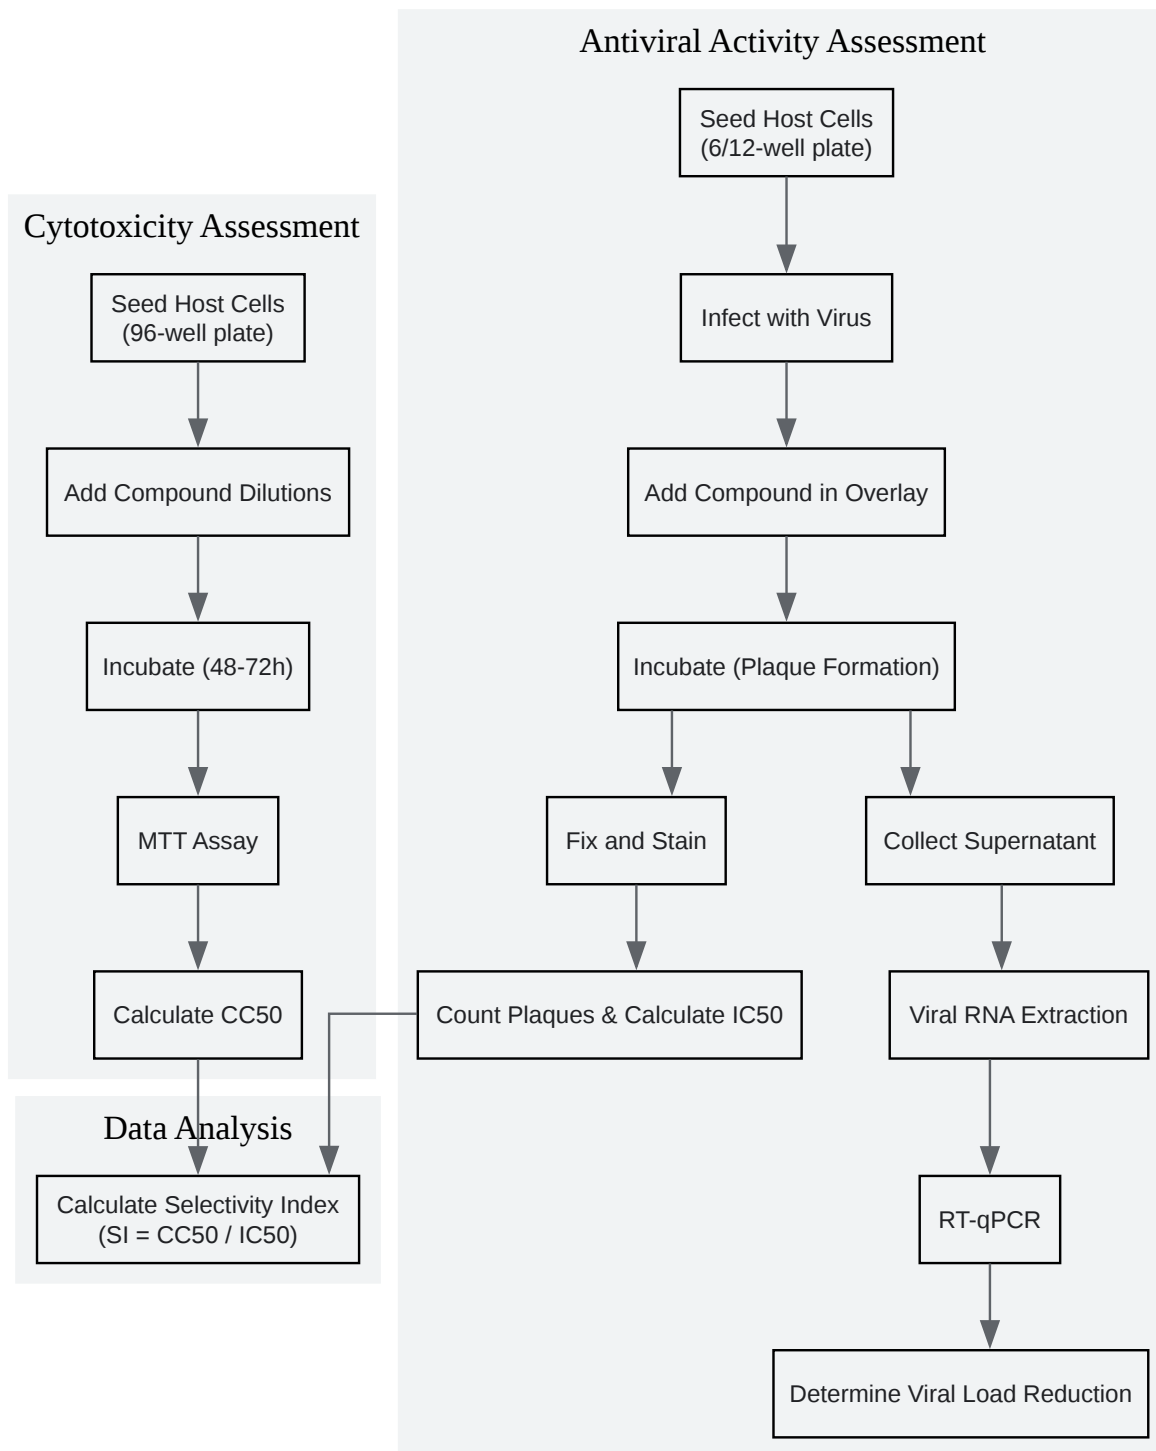 Antiviral Activity Assessment
Seed Host Cells
(6/12-well plate)
Infect with Virus
Add Compound in Overlay
Incubate (Plaque Formation)
Fix and Stain
Collect Supernatant
Count Plaques & Calculate IC50
Viral RNA Extraction
RT-qPCR
Determine Viral Load Reduction
Cytotoxicity Assessment
Seed Host Cells
(96-well plate)
Add Compound Dilutions
Incubate (48-72h)
MTT Assay
Calculate CC50
Data Analysis
Calculate Selectivity Index
(SI = CC50 / IC50)